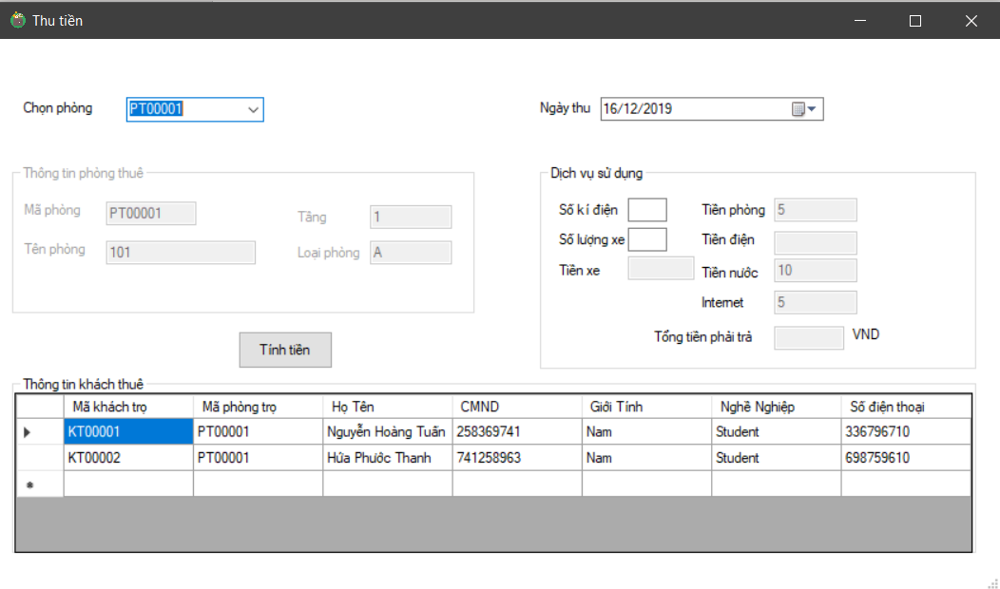 Thu tiền
Chọn phòng PT00001 Ngày thu 16/12/2019
Thông tin phòng thuê
Mã phòng PT00001 Tầng 1
Tên phòng 101 Loại phòng A
Dịch vụ sử dụng
Số kí điện Tiền phòng 5
Số lượng xe Tiền điện
Tiền xe Tiền nước 10
Internet 5
Tổng tiền phải trả VND
Tính tiền
Thông tin khách thuê
Mã khách trọ Mã phòng trọ Họ Tên CMND Giới Tính Nghề Nghiệp Số điện thoại
KT00001 PT00001 Nguyễn Hoàng Tuấn 258369741 Nam Student 336796710
KT00002 PT00001 Hứa Phước Thanh 741258963 Nam Student 698759610